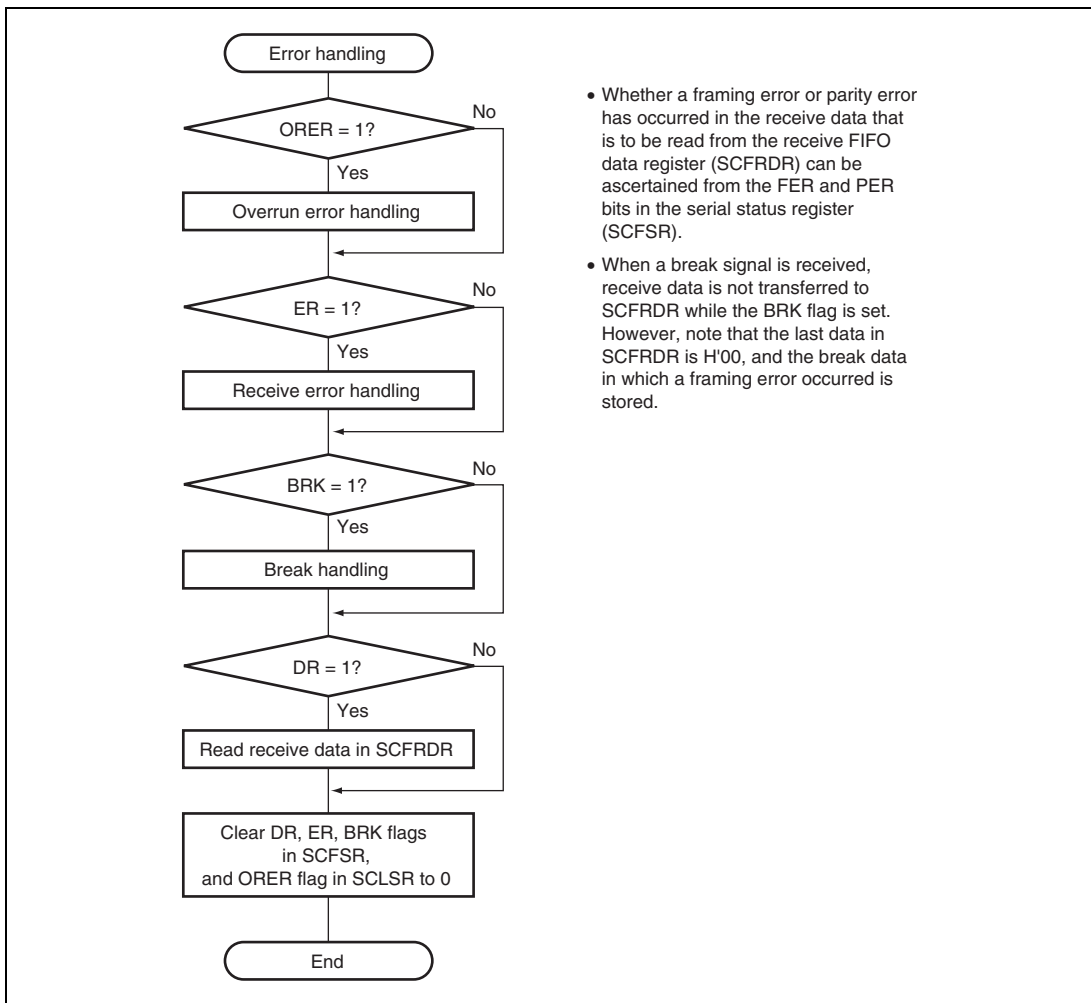 Error handling
ORER = 1?
No
Yes
Overrun error handling
ER = 1?
No
Yes
Receive error handling
BRK = 1?
No
Yes
Break handling
DR = 1?
No
Yes
Read receive data in SCFRDR
Clear DR, ER, BRK flags
in SCFSR,
and ORER flag in SCLSR to 0
End
• Whether a framing error or parity error
has occurred in the receive data that
is to be read from the receive FIFO
data register (SCFRDR) can be
ascertained from the FER and PER
bits in the serial status register
(SCFSR).
• When a break signal is received,
receive data is not transferred to
SCFRDR while the BRK flag is set.
However, note that the last data in
SCFRDR is H'00, and the break data
in which a framing error occurred is
stored.